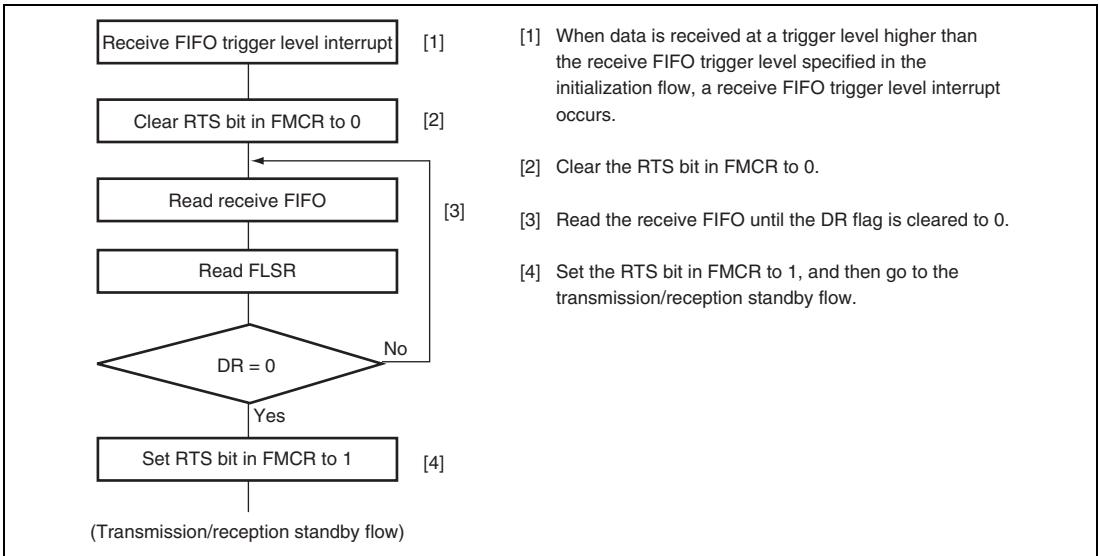 Receive FIFO trigger level interrupt [1]
Clear RTS bit in FMCR to 0 [2]
Read receive FIFO
[3]
Read FLSR
DR = 0
No
Yes
Set RTS bit in FMCR to 1 [4]
(Transmission/reception standby flow)
[1] When data is received at a trigger level higher than
the receive FIFO trigger level specified in the
initialization flow, a receive FIFO trigger level interrupt
occurs.
[2] Clear the RTS bit in FMCR to 0.
[3] Read the receive FIFO until the DR flag is cleared to 0.
[4] Set the RTS bit in FMCR to 1, and then go to the
transmission/reception standby flow.